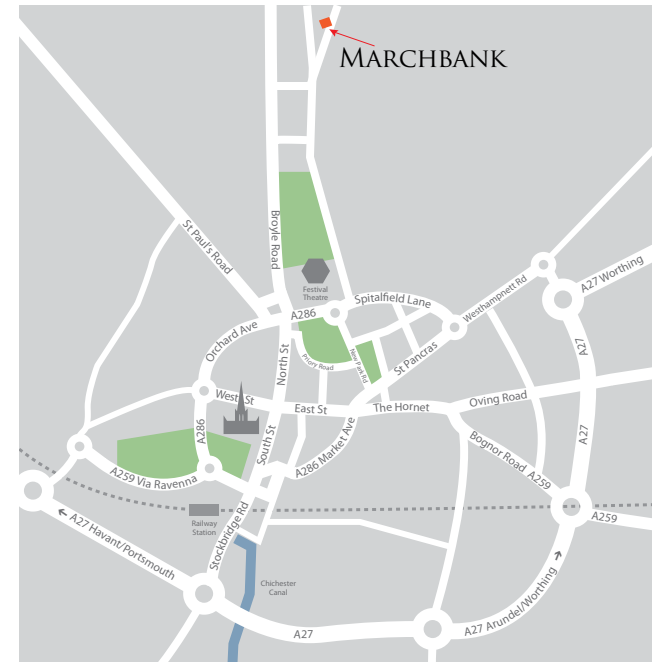 MARCHBANK
St Paul's Road
Broyle Road
Festival
Theatre
A27 Worthing
Westhampnett Rd
Spitalfield Lane
A286
Orchard Ave
North St
Priory Road
New Park Rd
St Pancras
A27
West St
East St
The Hornet
Oving Road
A286
South St
A286 Market Ave
Bognor Road A259
A27
A259 Via Ravenna
Railway
Station
Stockbridge Rd
A259
A27 Havant/Portsmouth
Chichester
Canal
A27
A27 Arundel/Worthing